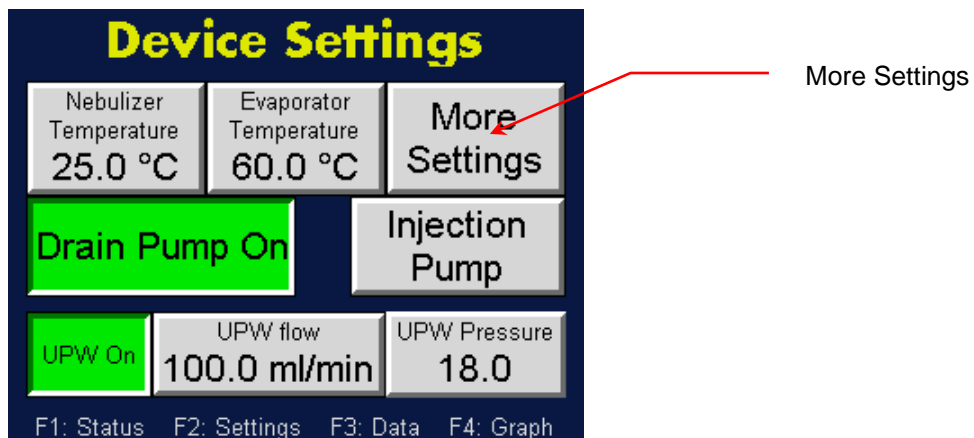 Device Settings
More Settings
Nebulizer
Temperature
25.0 °C
Evaporator
Temperature
60.0 °C
More
Settings
Drain Pump On
Injection
Pump
UPW On
UPW flow
100.0 ml/min
UPW Pressure
18.0
F1: Status F2: Settings F3: Data F4: Graph